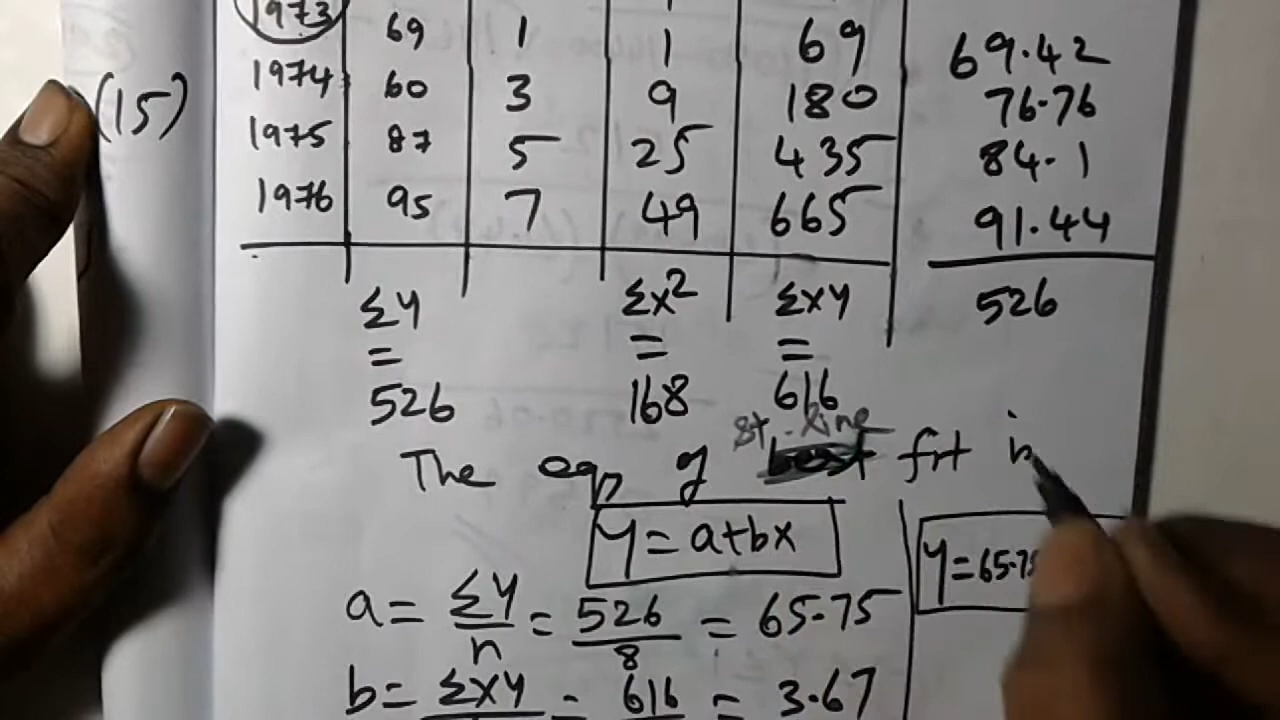 1973 69 1 1 69 69.42
1974 60 3 9 180 76.76
(15)
1975 87 5 25 435 84.1
1976 95 7 49 665 91.44
ΣY Σx² ΣXY 526
= = =
526 168 616
st. line
The eqn of fit is
Y = a+bx
Y = 65.75
a = ΣY/n = 526/8 = 65.75
b = ΣXY = 616 = 3.67